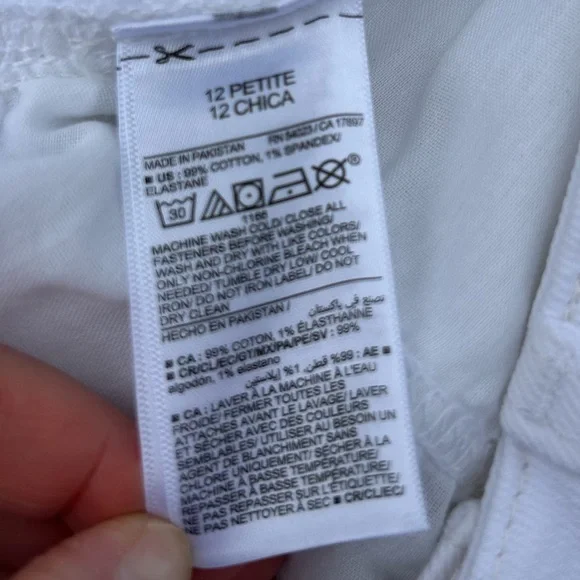 12 PETITE
12 CHICA
RN 54023/CA 17897
MADE IN PAKISTAN
■ US : 99% COTTON, 1% SPANDEX/
ELASTANE
30
®
1166
MACHINE WASH COLD/ CLOSE ALL
FASTENERS BEFORE WASHING/
WASH AND DRY WITH LIKE COLORS/
ONLY NON-CHLORINE BLEACH WHEN
NEEDED/ TUMBLE DRY LOW/ COOL
IRON/ DO NOT IRON LABEL/ DO NOT
DRY CLEAN
HECHO EN PAKISTAN / صنع في باكستان
■ CA : 99% COTON, 1% ÉLASTHANNE
■ CR/CL/EC/GT/MX/PA/PE/SV : 99%
algodón, 1% elastano
■ AE : 99% قطن, 1% إيلاستين
■ CA : LAVER À LA MACHINE À L'EAU
FROIDE/ FERMER TOUTES LES
ATTACHES AVANT LE LAVAGE/ LAVER
ET SÉCHER AVEC DES COULEURS
SEMBLABLES/ UTILISER AU BESOIN UN
AGENT DE BLANCHIMENT SANS
CHLORE UNIQUEMENT/ SÉCHER À LA
MACHINE À BASSE TEMPÉRATURE/
REPASSER À BASSE TEMPÉRATURE/
NE PAS REPASSER SUR L'ÉTIQUETTE/
NE PAS NETTOYER À SEC ■ CR/CL/EC/